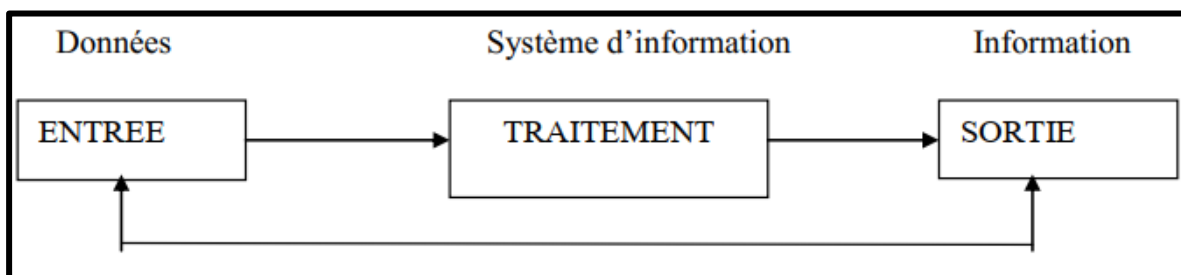 Données Système d’information Information
ENTREE TRAITEMENT SORTIE